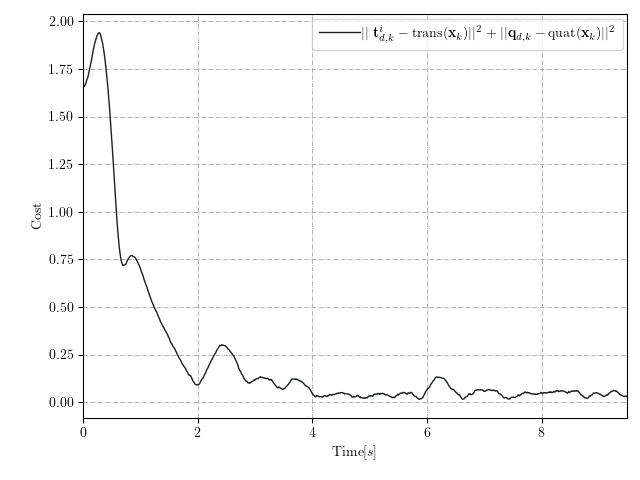 || t^i_{d,k} − trans(x_k)||² + ||q_{d,k} − quat(x_k)||²
2.00
1.75
1.50
1.25
1.00
0.75
0.50
0.25
0.00
Cost
0 2 4 6 8
Time[s]